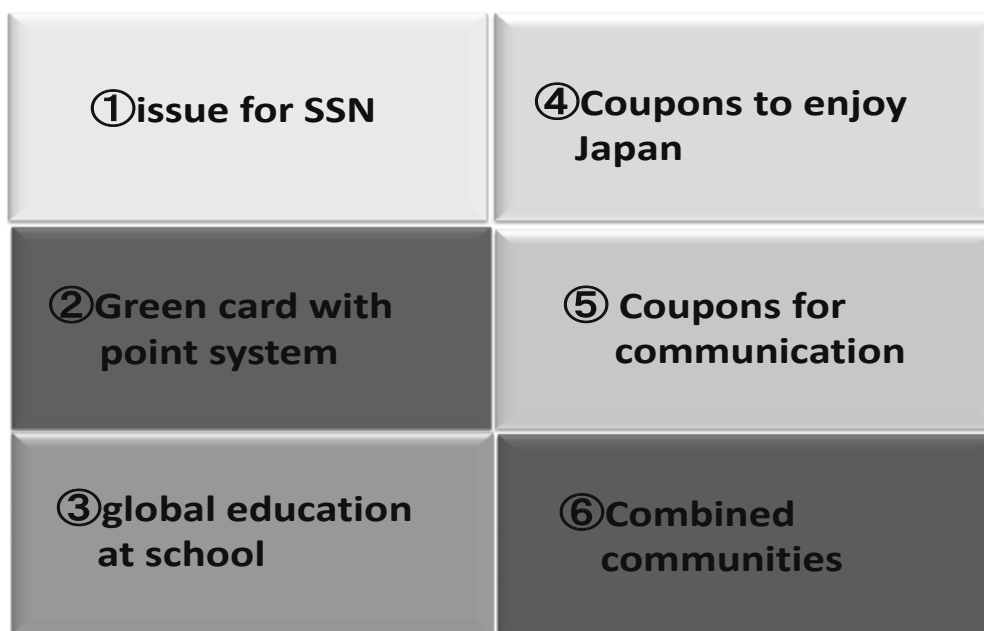 ①issue for SSN
②Green card with
point system
③global education
at school
④Coupons to enjoy
Japan
⑤ Coupons for
communication
⑥Combined
communities